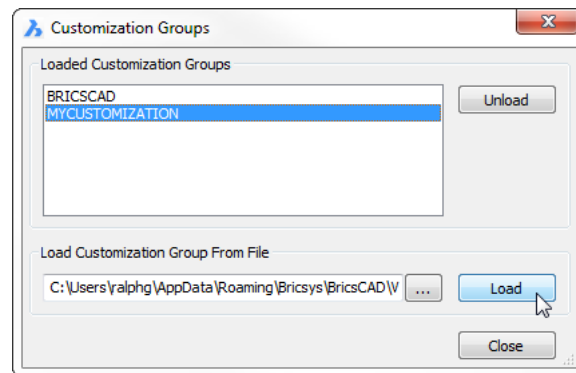 Customization Groups
Loaded Customization Groups
BRICSCAD
MYCUSTOMIZATION
Unload
Load Customization Group From File
C:\Users\ralphg\AppData\Roaming\Bricsys\BricsCAD\V
...
Load
Close